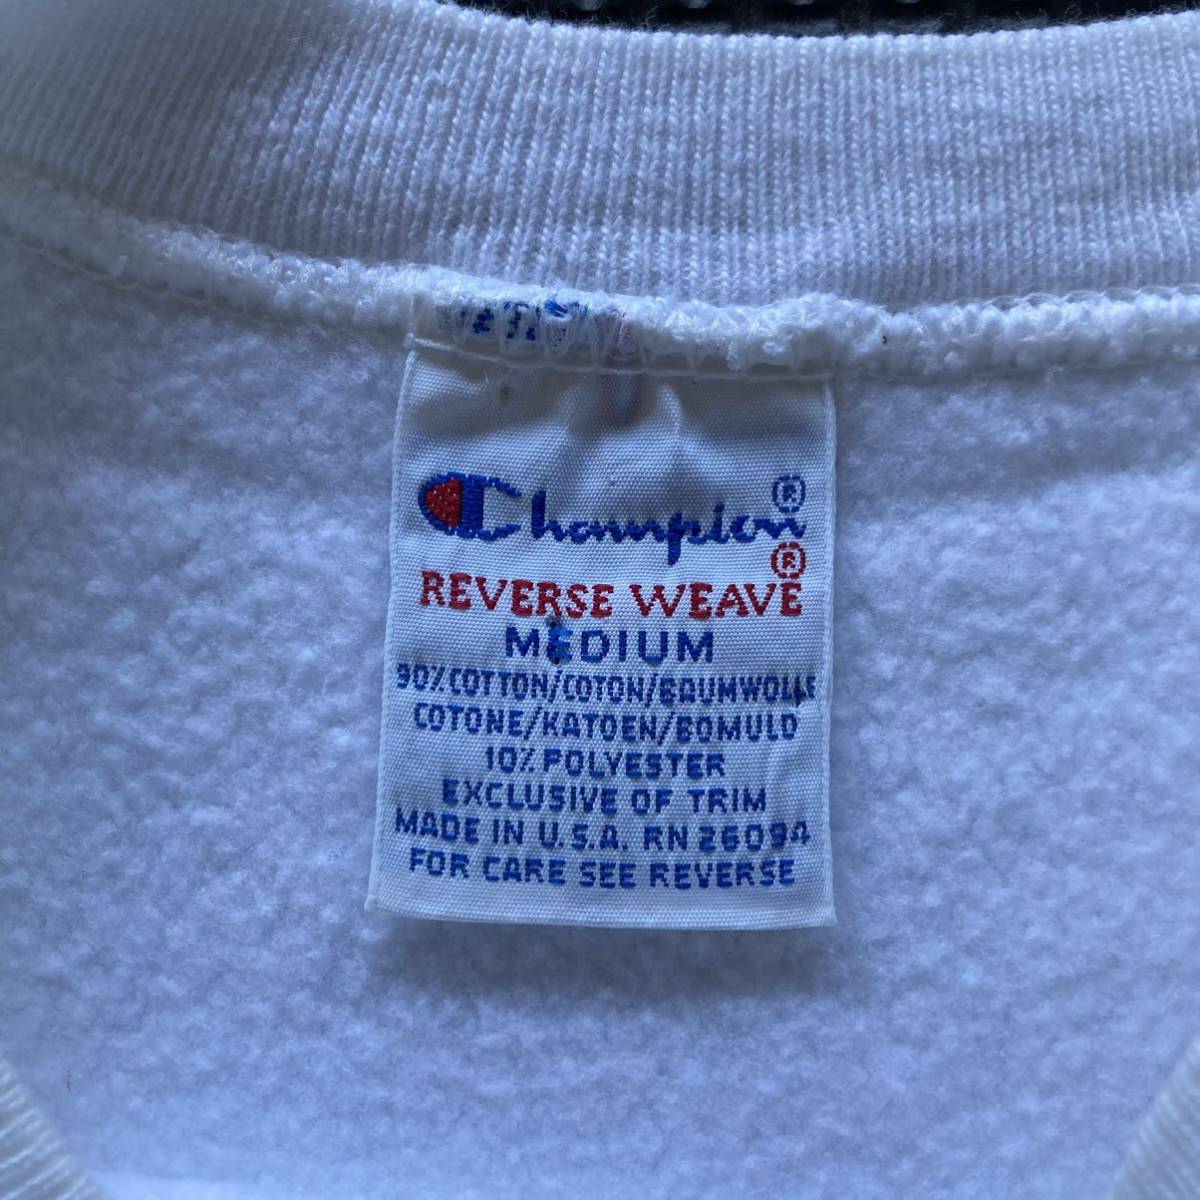 Champion®
REVERSE WEAVE®
MEDIUM
90% COTTON/COTON/BAUMWOLLE
COTONE/KATOEN/BOMULD
10% POLYESTER
EXCLUSIVE OF TRIM
MADE IN U.S.A. RN 26094
FOR CARE SEE REVERSE